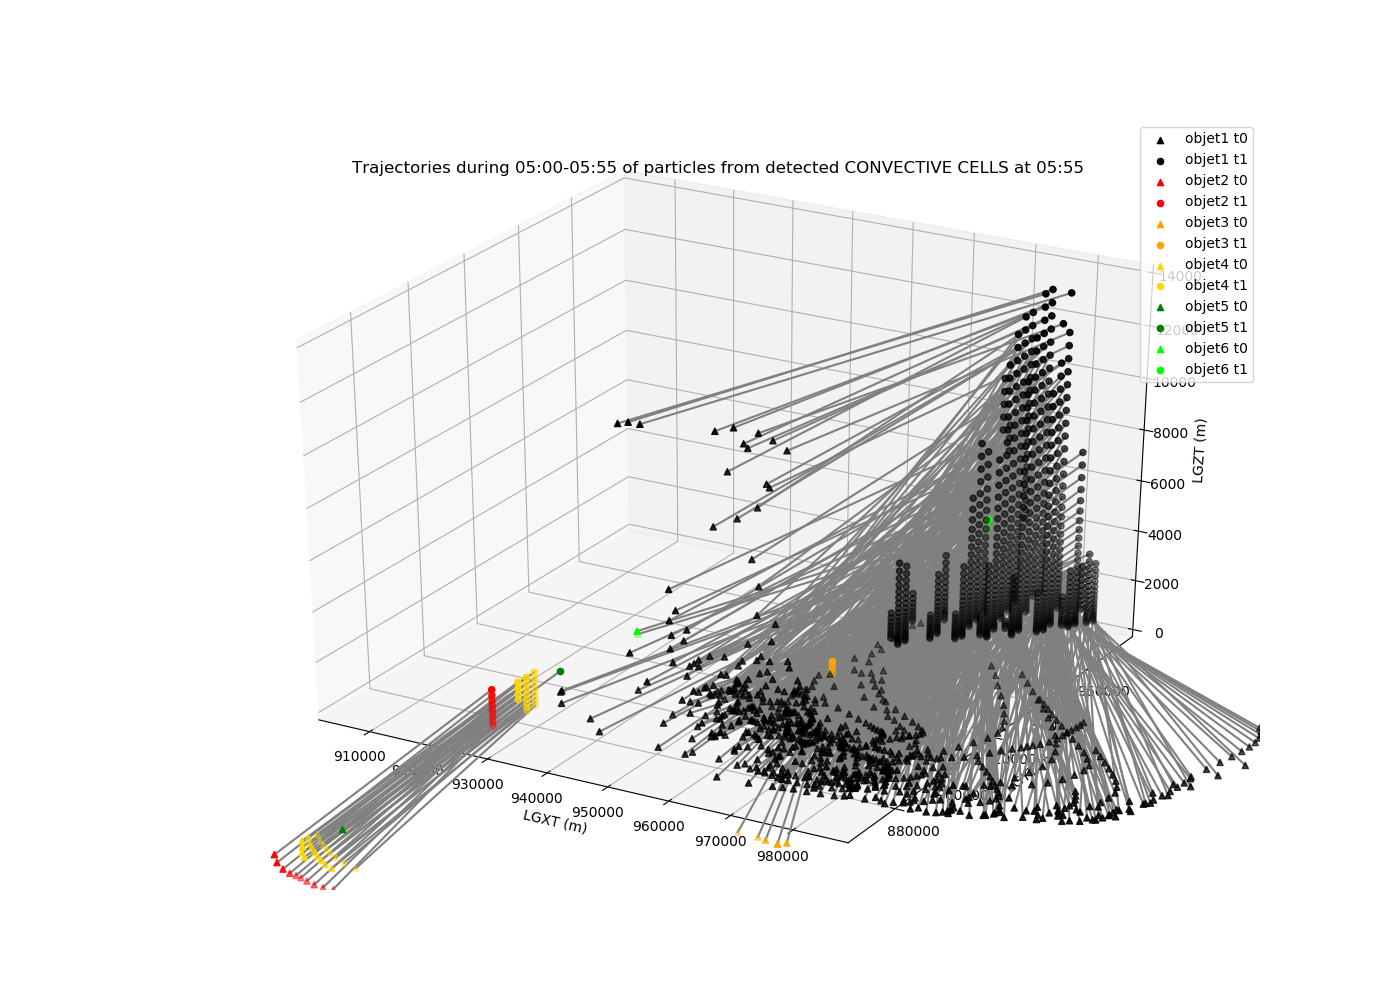 Trajectories during 05:00-05:55 of particles from detected CONVECTIVE CELLS at 05:55
objet1 t0
objet1 t1
objet2 t0
objet2 t1
objet3 t0
objet3 t1
objet4 t0
objet4 t1
objet5 t0
objet5 t1
objet6 t0
objet6 t1
14000
12000
10000
8000
6000
4000
2000
0
LGZT (m)
910000
930000
940000
950000
960000
970000
980000
LGXT (m)
880000
960000